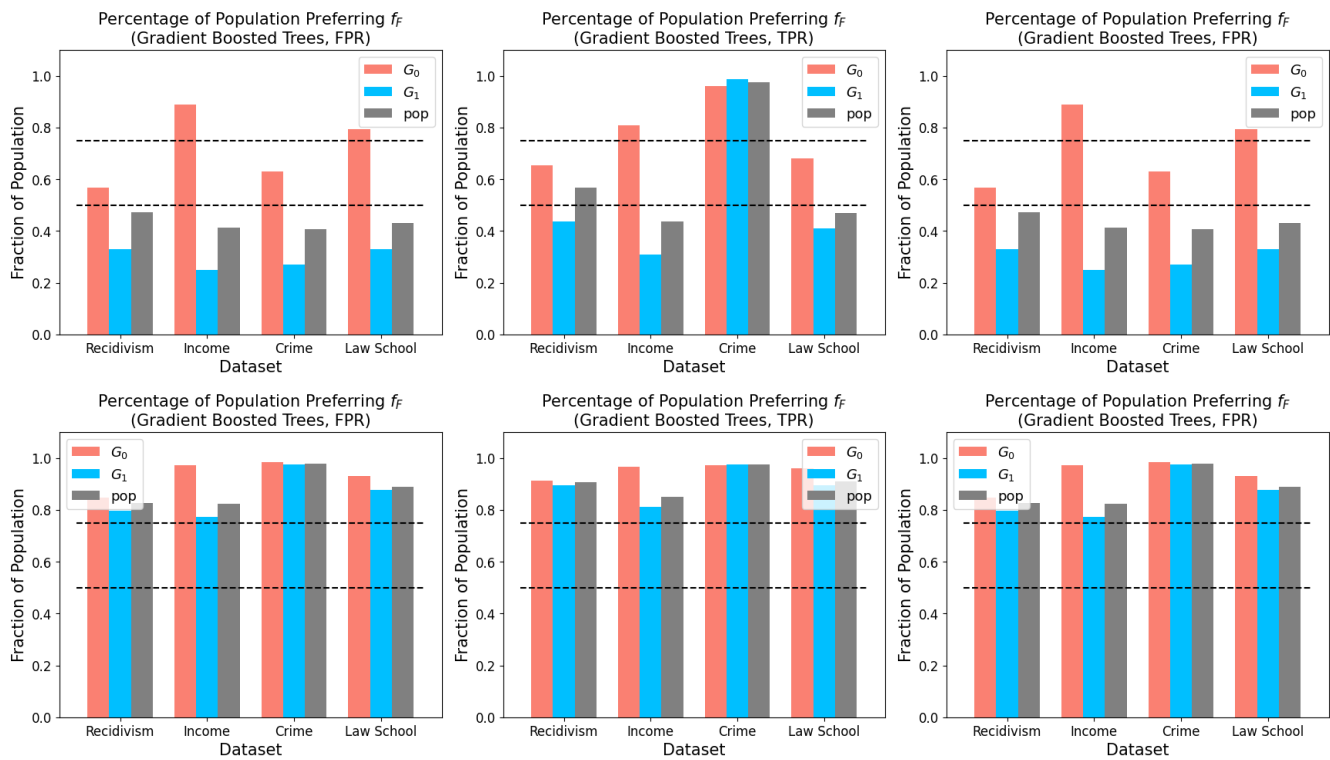 Percentage of Population Preferring f_F
(Gradient Boosted Trees, FPR)
Fraction of Population
1.0
0.8
0.6
0.4
0.2
0.0
G_0
G_1
pop
Recidivism Income Crime Law School
Dataset
Percentage of Population Preferring f_F
(Gradient Boosted Trees, TPR)
Fraction of Population
1.0
0.8
0.6
0.4
0.2
0.0
G_0
G_1
pop
Recidivism Income Crime Law School
Dataset
Percentage of Population Preferring f_F
(Gradient Boosted Trees, FPR)
Fraction of Population
1.0
0.8
0.6
0.4
0.2
0.0
G_0
G_1
pop
Recidivism Income Crime Law School
Dataset
Percentage of Population Preferring f_F
(Gradient Boosted Trees, FPR)
Fraction of Population
1.0
0.8
0.6
0.4
0.2
0.0
G_0
G_1
pop
Recidivism Income Crime Law School
Dataset
Percentage of Population Preferring f_F
(Gradient Boosted Trees, TPR)
Fraction of Population
1.0
0.8
0.6
0.4
0.2
0.0
G_0
G_1
pop
Recidivism Income Crime Law School
Dataset
Percentage of Population Preferring f_F
(Gradient Boosted Trees, FPR)
Fraction of Population
1.0
0.8
0.6
0.4
0.2
0.0
G_0
G_1
pop
Recidivism Income Crime Law School
Dataset